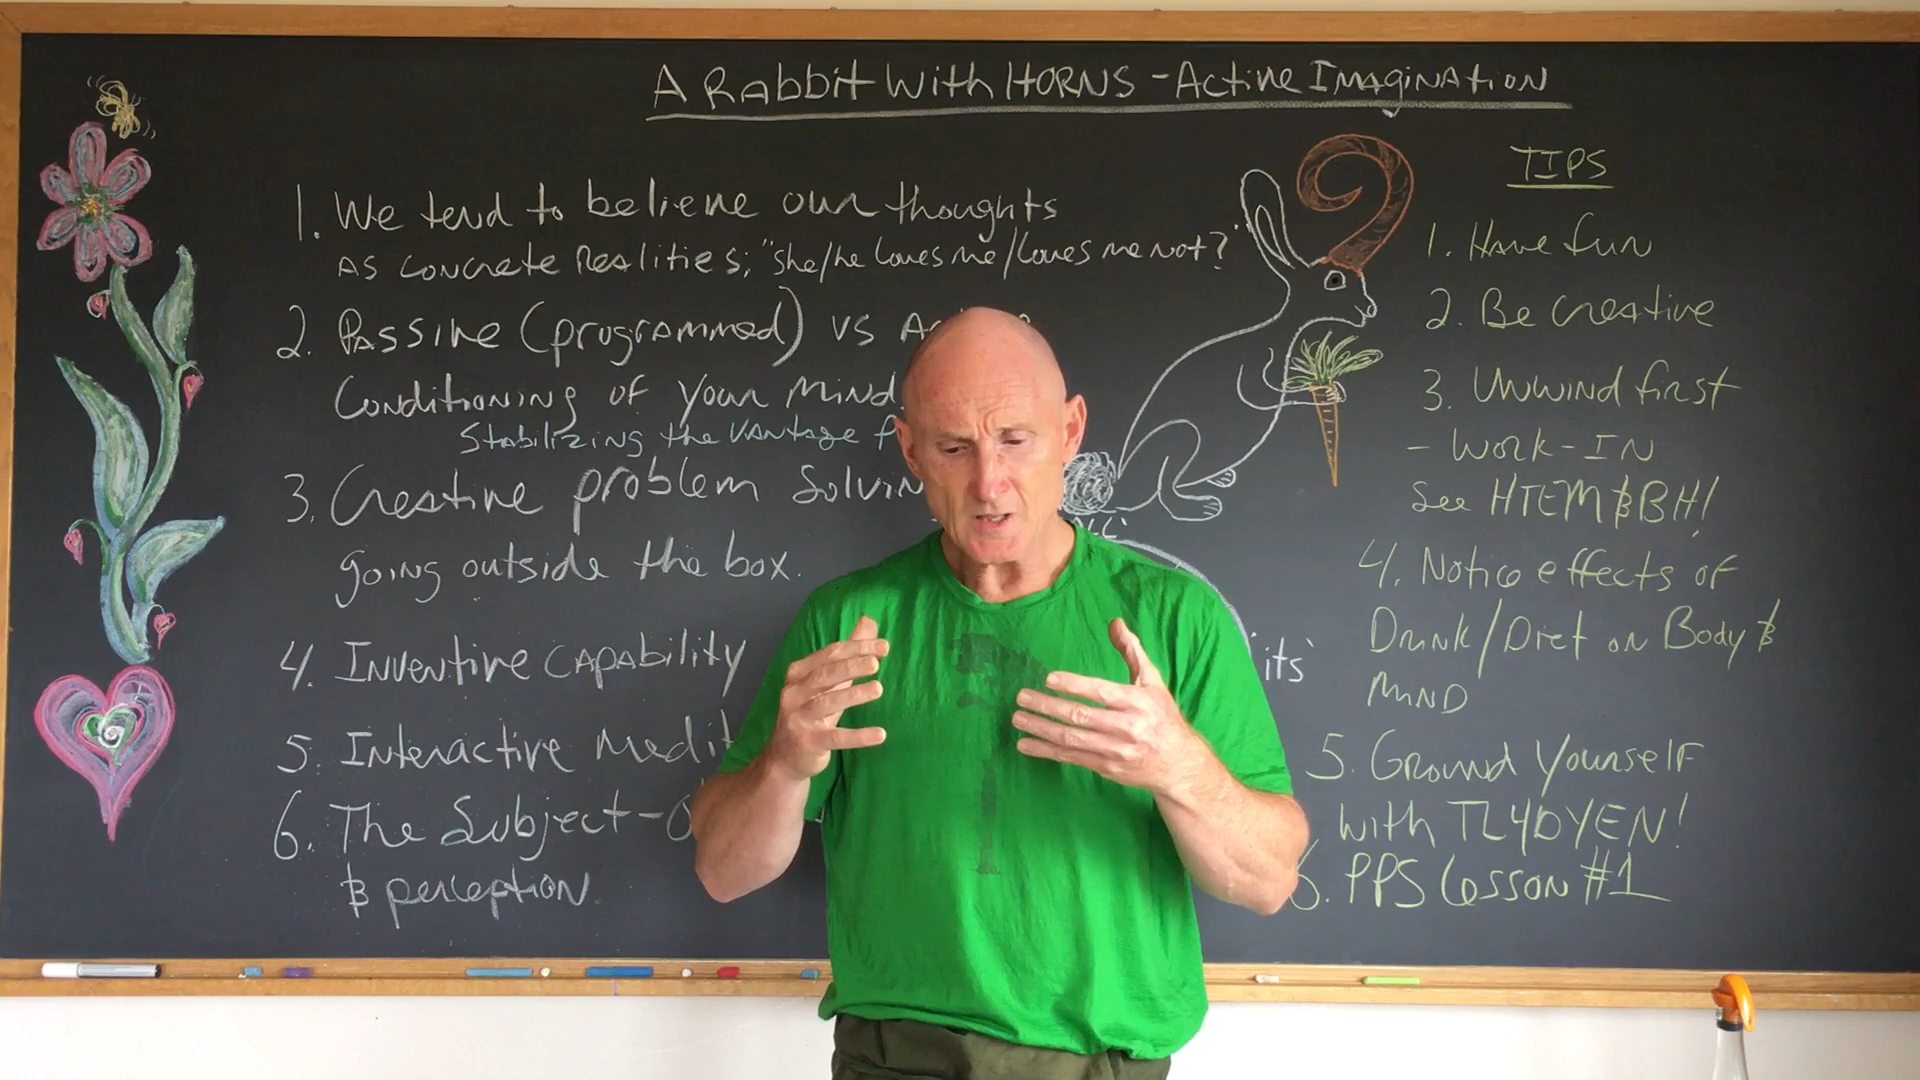 A Rabbit With HORNS - Active Imagination
1. We tend to believe our thoughts
AS Concrete Realities; "She/he Loves me/Loves me not?"
2. Passive (programmed) VS
Conditioning of your Mind.
Stabilizing the Vantage
3. Creative problem
going outside the box.
4. Inventive CAPABILITY
5. Interactive
6. The Subject-
& perception
its'
TIPS
1. Have fun
2. Be Creative
3. Unwind first
- Work-IN
See HTEM&BH!
4. Notice effects of
Drink/Diet on Body &
MIND
5. Ground Yourself
with TL4DYEN!
6. PPS Lesson #1